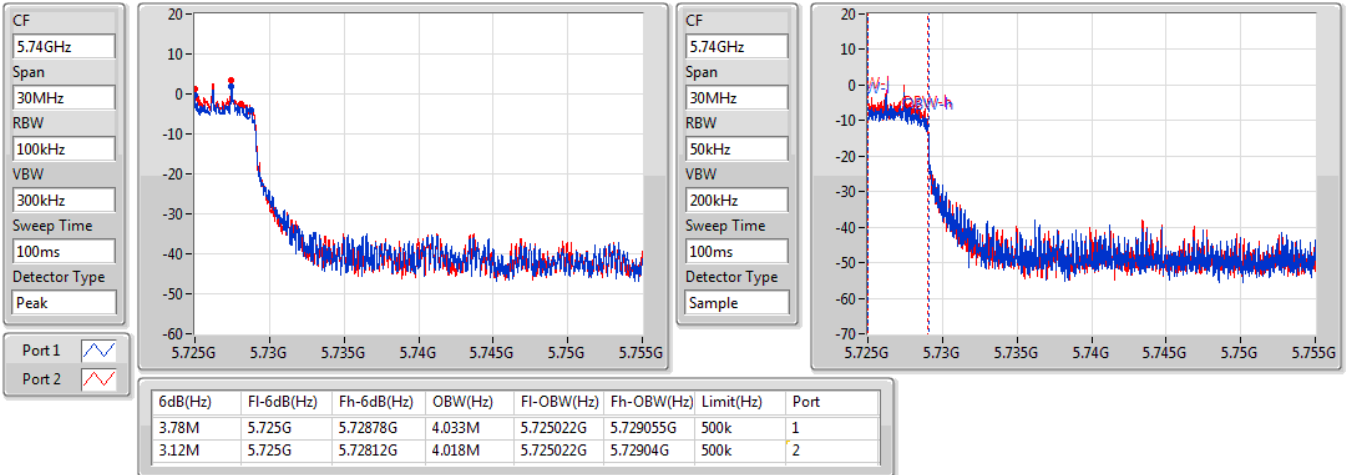 CF
5.74GHz
Span
30MHz
RBW
100kHz
VBW
300kHz
Sweep Time
100ms
Detector Type
Peak
20
10
0
-10
-20
-30
-40
-50
-60
5.725G 5.73G 5.735G 5.74G 5.745G 5.75G 5.755G
CF
5.74GHz
Span
30MHz
RBW
50kHz
VBW
200kHz
Sweep Time
100ms
Detector Type
Sample
20
10
0
-10
-20
-30
-40
-50
-60
-70
W-l
OBW-h
5.725G 5.73G 5.735G 5.74G 5.745G 5.75G 5.755G
Port 1
Port 2
6dB(Hz) Fl-6dB(Hz) Fh-6dB(Hz) OBW(Hz) Fl-OBW(Hz) Fh-OBW(Hz) Limit(Hz) Port
3.78M 5.725G 5.72878G 4.033M 5.725022G 5.729055G 500k 1
3.12M 5.725G 5.72812G 4.018M 5.725022G 5.72904G 500k 2